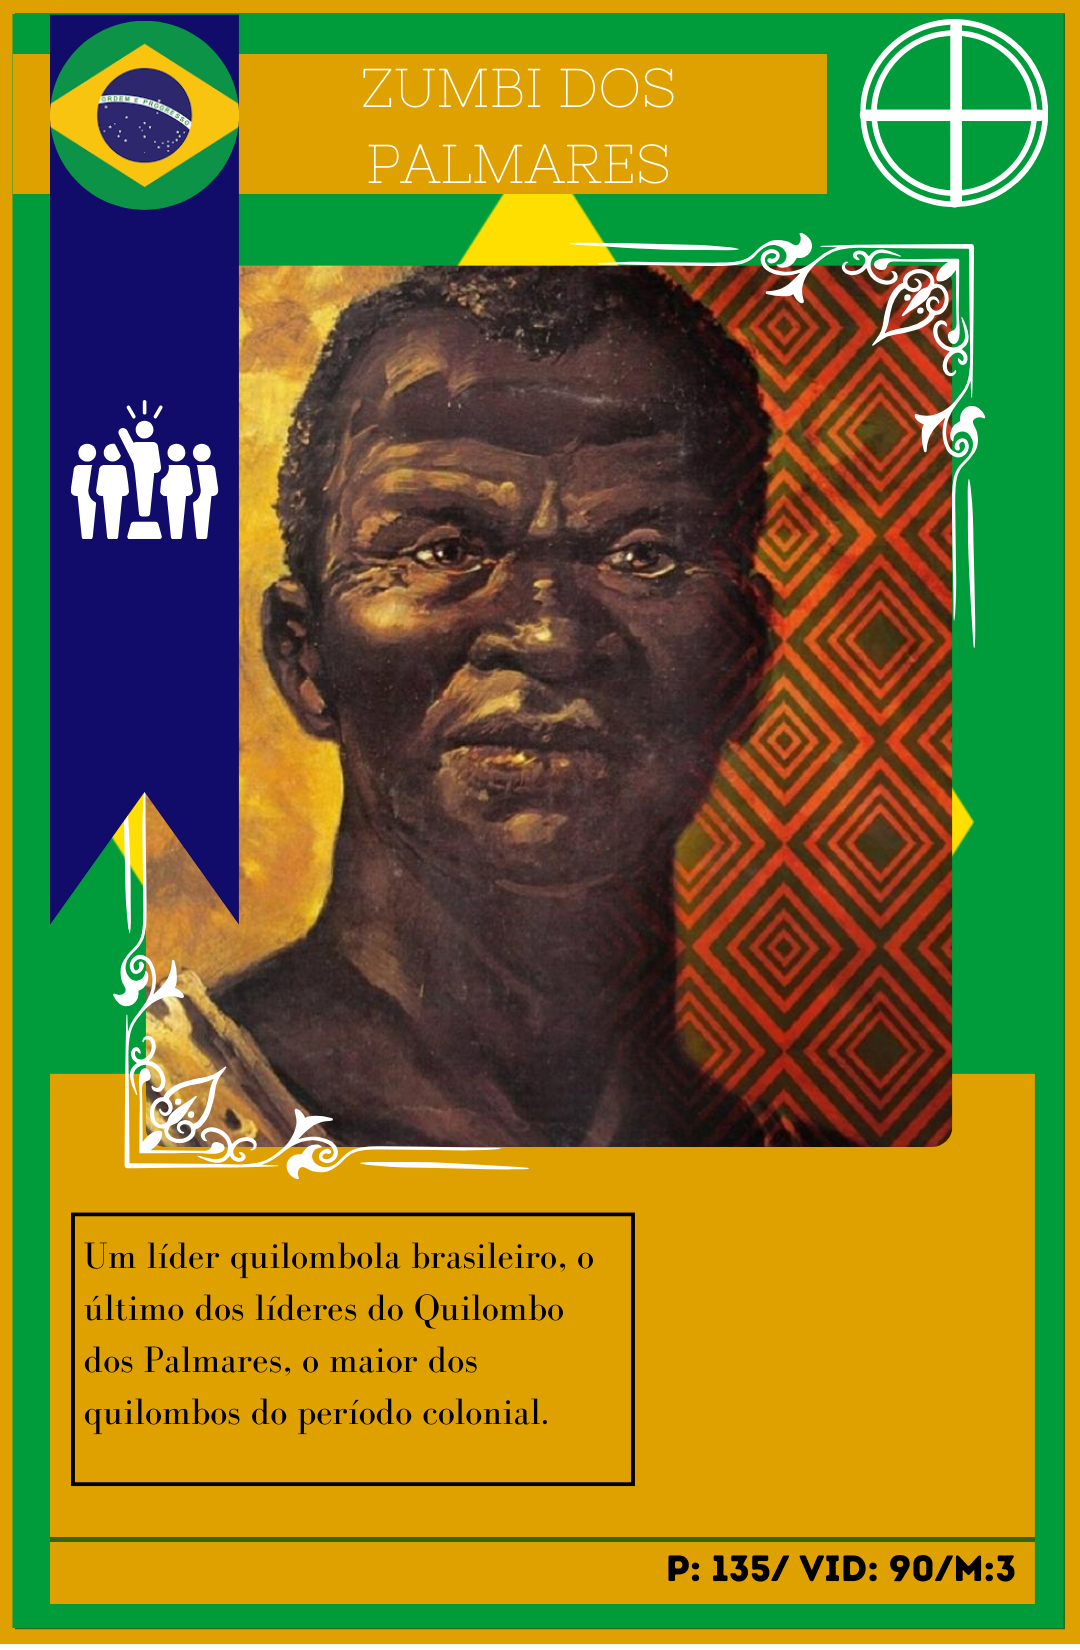 ORDEM E PROGRESSO
ZUMBI DOS
PALMARES
Um líder quilombola brasileiro, o
último dos líderes do Quilombo
dos Palmares, o maior dos
quilombos do período colonial.
P: 135/ VID: 90/M:3